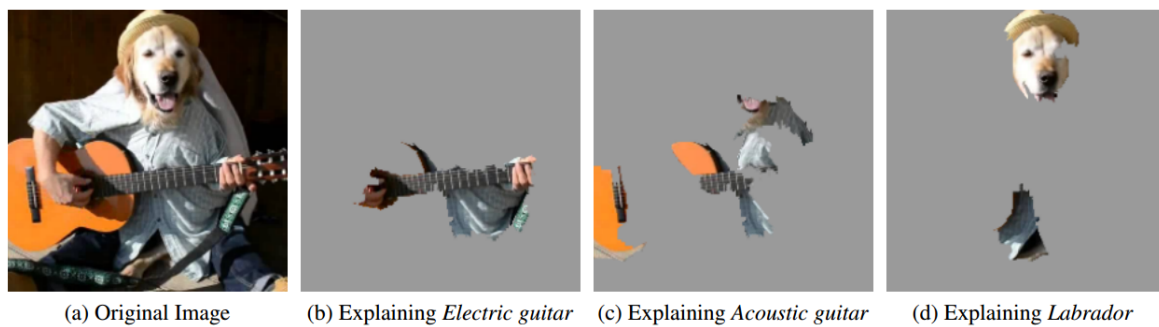 (a) Original Image
(b) Explaining Electric guitar
(c) Explaining Acoustic guitar
(d) Explaining Labrador